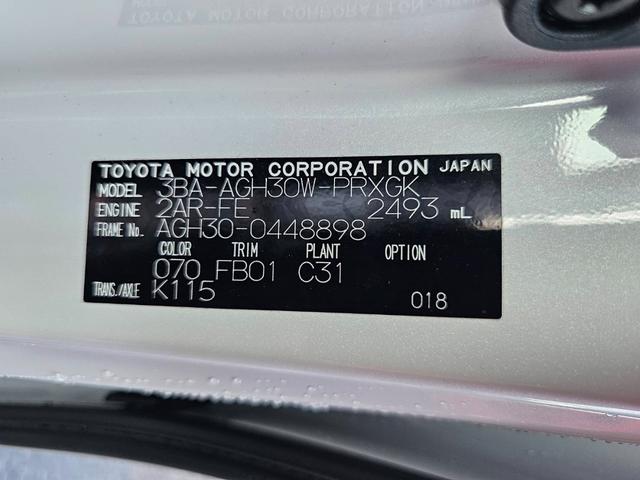 TOYOTA MOTOR CORPORATION JAPAN
MODEL 3BA-AGH30W-PRXGK
ENGINE 2AR-FE 2493 mL
FRAME No. AGH30-0448898
COLOR TRIM PLANT OPTION
070 FB01 C31
TRANS./AXLE K115
018